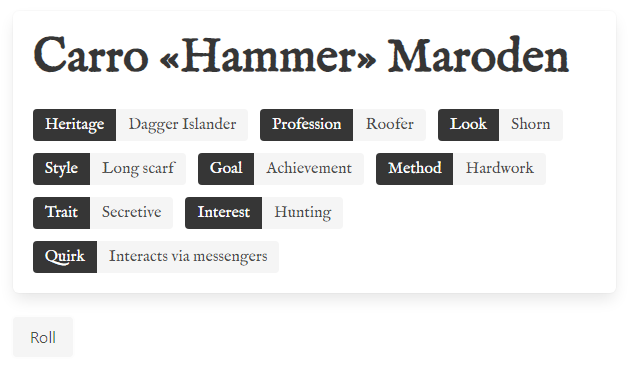 Carro «Hammer» Maroden
Heritage Dagger Islander Profession Roofer Look Shorn
Style Long scarf Goal Achievement Method Hardwork
Trait Secretive Interest Hunting
Quirk Interacts via messengers
Roll